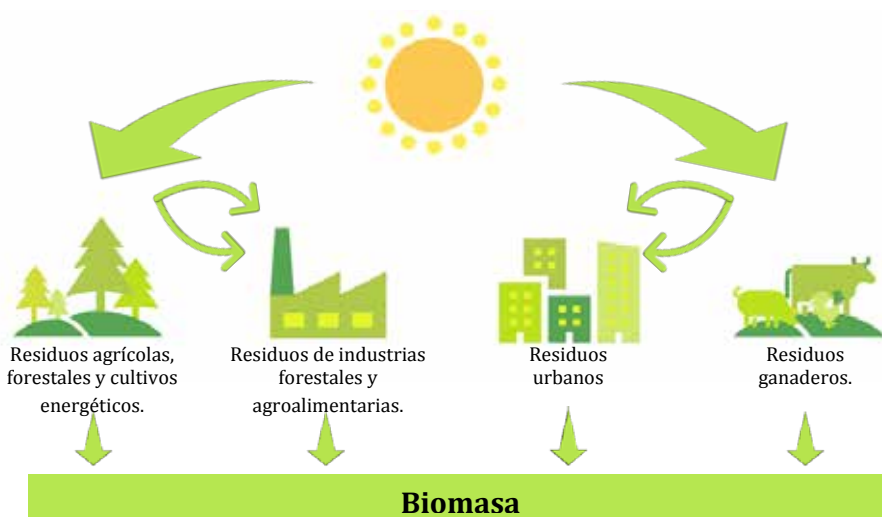 Residuos agrícolas,
forestales y cultivos
energéticos.
Residuos de industrias
forestales y
agroalimentarias.
Residuos
urbanos
Residuos
ganaderos.
Biomasa